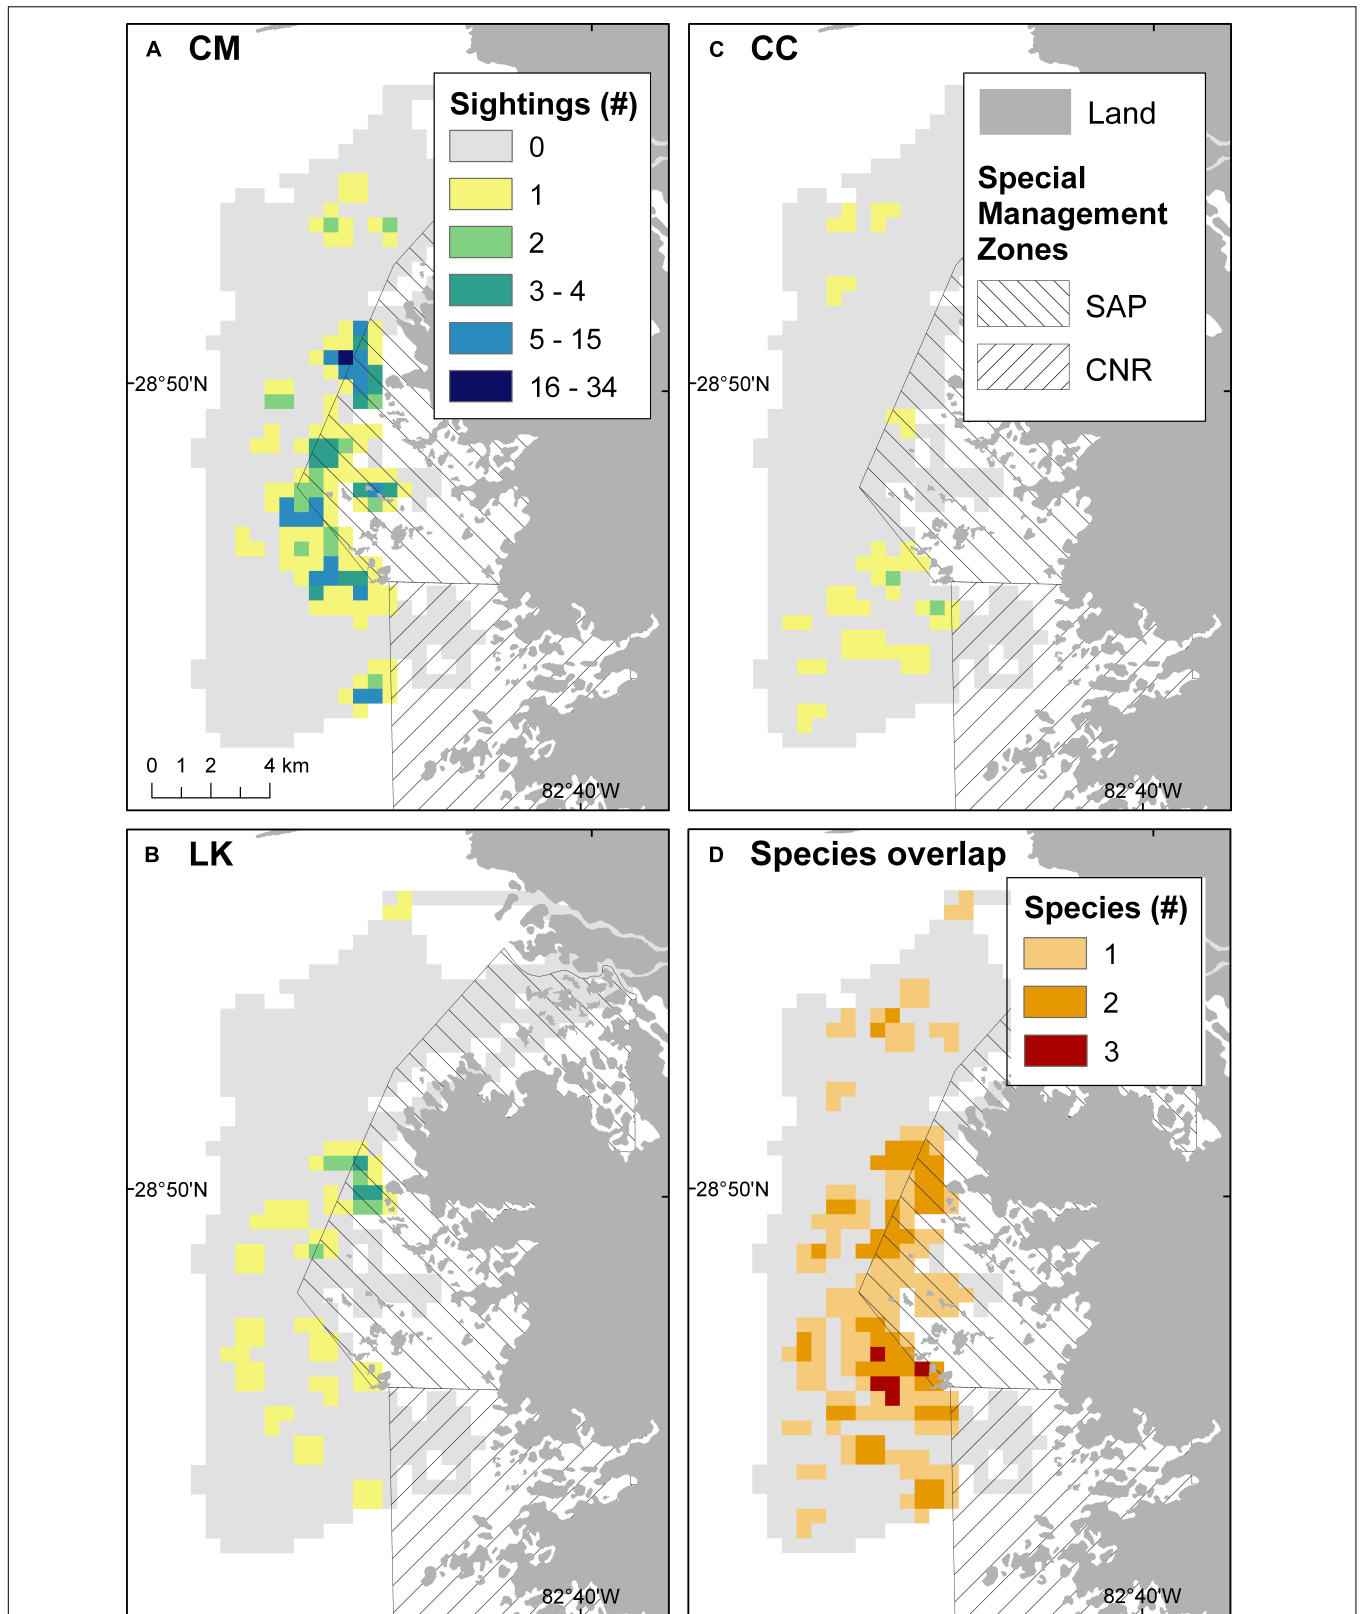 A CM
Sightings (#)
0
1
2
3 - 4
5 - 15
16 - 34
28°50'N
0 1 2 4 km
82°40'W
C CC
Land
Special
Management
Zones
SAP
CNR
28°50'N
82°40'W
B LK
28°50'N
82°40'W
D Species overlap
Species (#)
1
2
3
28°50'N
82°40'W